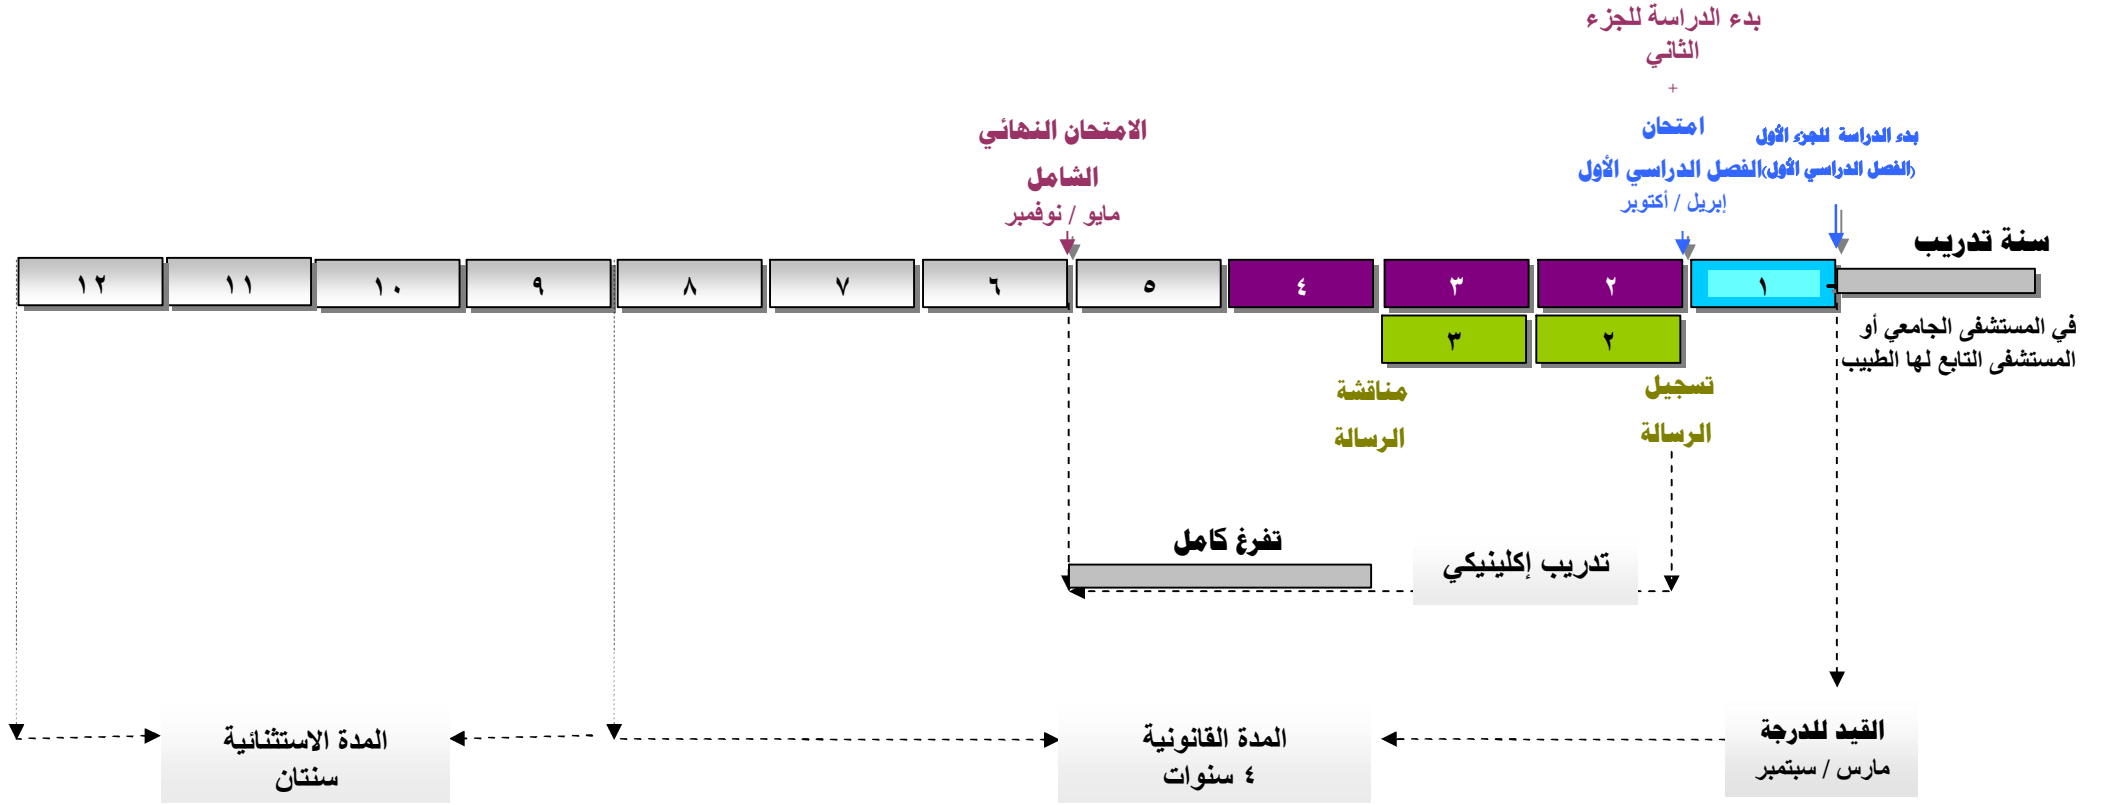 بدء الدراسة للجزء
الثاني
+
امتحان
الفصل الدراسي الأول
إبريل / أكتوبر
بدء الدراسة للجزء الأول
(الفصل الدراسي الأول)
الامتحان النهائي
الشامل
مايو / نوفمبر
سنة تدريب
١ ٢ ٣ ٤ ٥ ٦ ٧ ٨ ٩ ١٠ ١١ ١٢
٢ ٣
في المستشفى الجامعي أو
المستشفى التابع لها الطبيب
تسجيل
الرسالة
مناقشة
الرسالة
تفرغ كامل
تدريب إكلينيكي
القيد للدرجة
مارس / سبتمبر
المدة القانونية
٤ سنوات
المدة الاستثنائية
سنتان